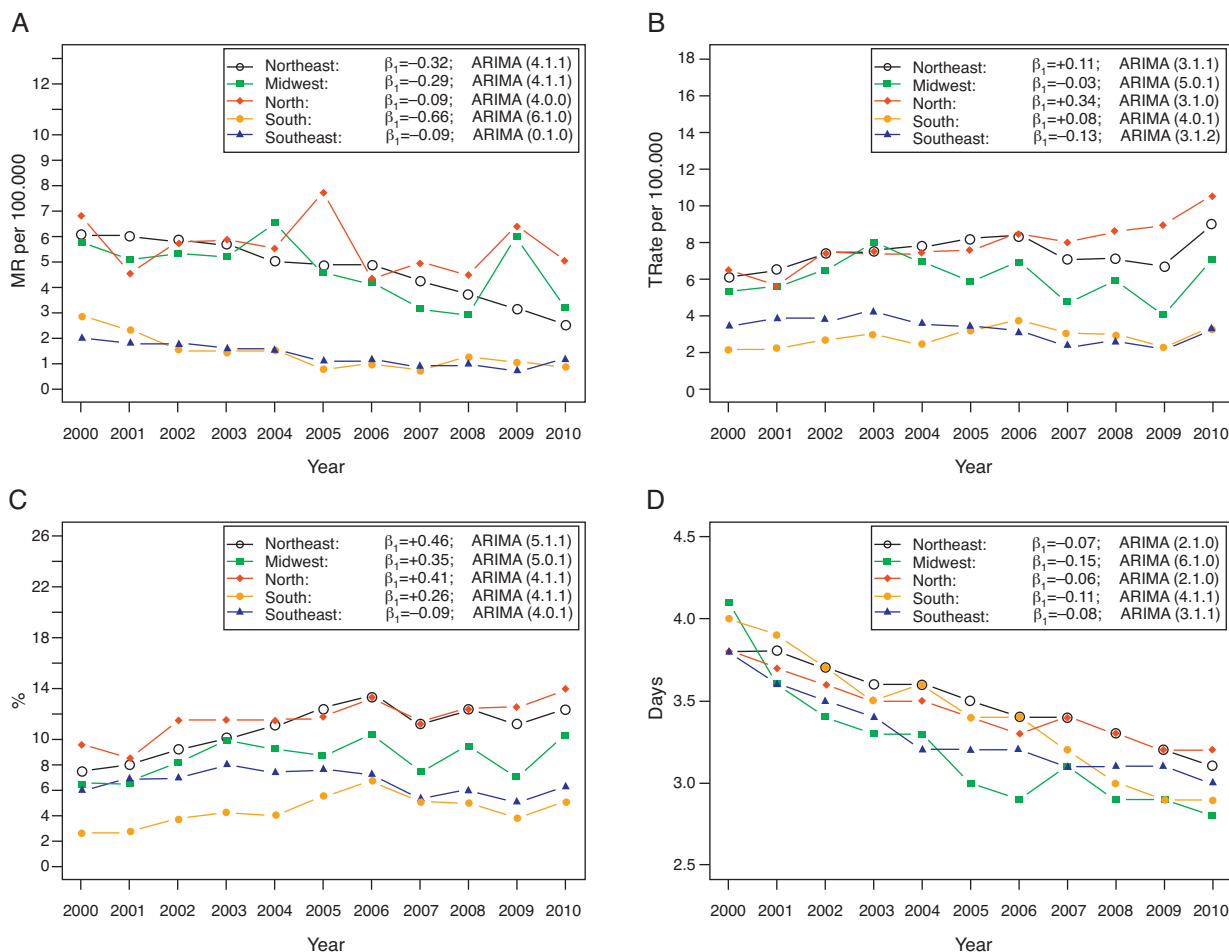 A
MR per 100.000
12
10
8
7
6
5
4
3
2
1
0
Northeast: β1=–0.32; ARIMA (4.1.1)
Midwest: β1=–0.29; ARIMA (4.1.1)
North: β1=–0.09; ARIMA (4.0.0)
South: β1=–0.66; ARIMA (6.1.0)
Southeast: β1=–0.09; ARIMA (0.1.0)
2000 2001 2002 2003 2004 2005 2006 2007 2008 2009 2010
Year
B
TRate per 100.000
18
16
14
12
10
8
6
4
2
0
Northeast: β1=+0.11; ARIMA (3.1.1)
Midwest: β1=–0.03; ARIMA (5.0.1)
North: β1=+0.34; ARIMA (3.1.0)
South: β1=+0.08; ARIMA (4.0.1)
Southeast: β1=–0.13; ARIMA (3.1.2)
2000 2001 2002 2003 2004 2005 2006 2007 2008 2009 2010
Year
C
%
26
22
18
14
10
8
6
4
2
0
Northeast: β1=+0.46; ARIMA (5.1.1)
Midwest: β1=+0.35; ARIMA (5.0.1)
North: β1=+0.41; ARIMA (4.1.1)
South: β1=+0.26; ARIMA (4.1.1)
Southeast: β1=–0.09; ARIMA (4.0.1)
2000 2001 2002 2003 2004 2005 2006 2007 2008 2009 2010
Year
D
Days
4.5
4.0
3.5
3.0
2.5
Northeast: β1=–0.07; ARIMA (2.1.0)
Midwest: β1=–0.15; ARIMA (6.1.0)
North: β1=–0.06; ARIMA (2.1.0)
South: β1=–0.11; ARIMA (4.1.1)
Southeast: β1=–0.08; ARIMA (3.1.1)
2000 2001 2002 2003 2004 2005 2006 2007 2008 2009 2010
Year